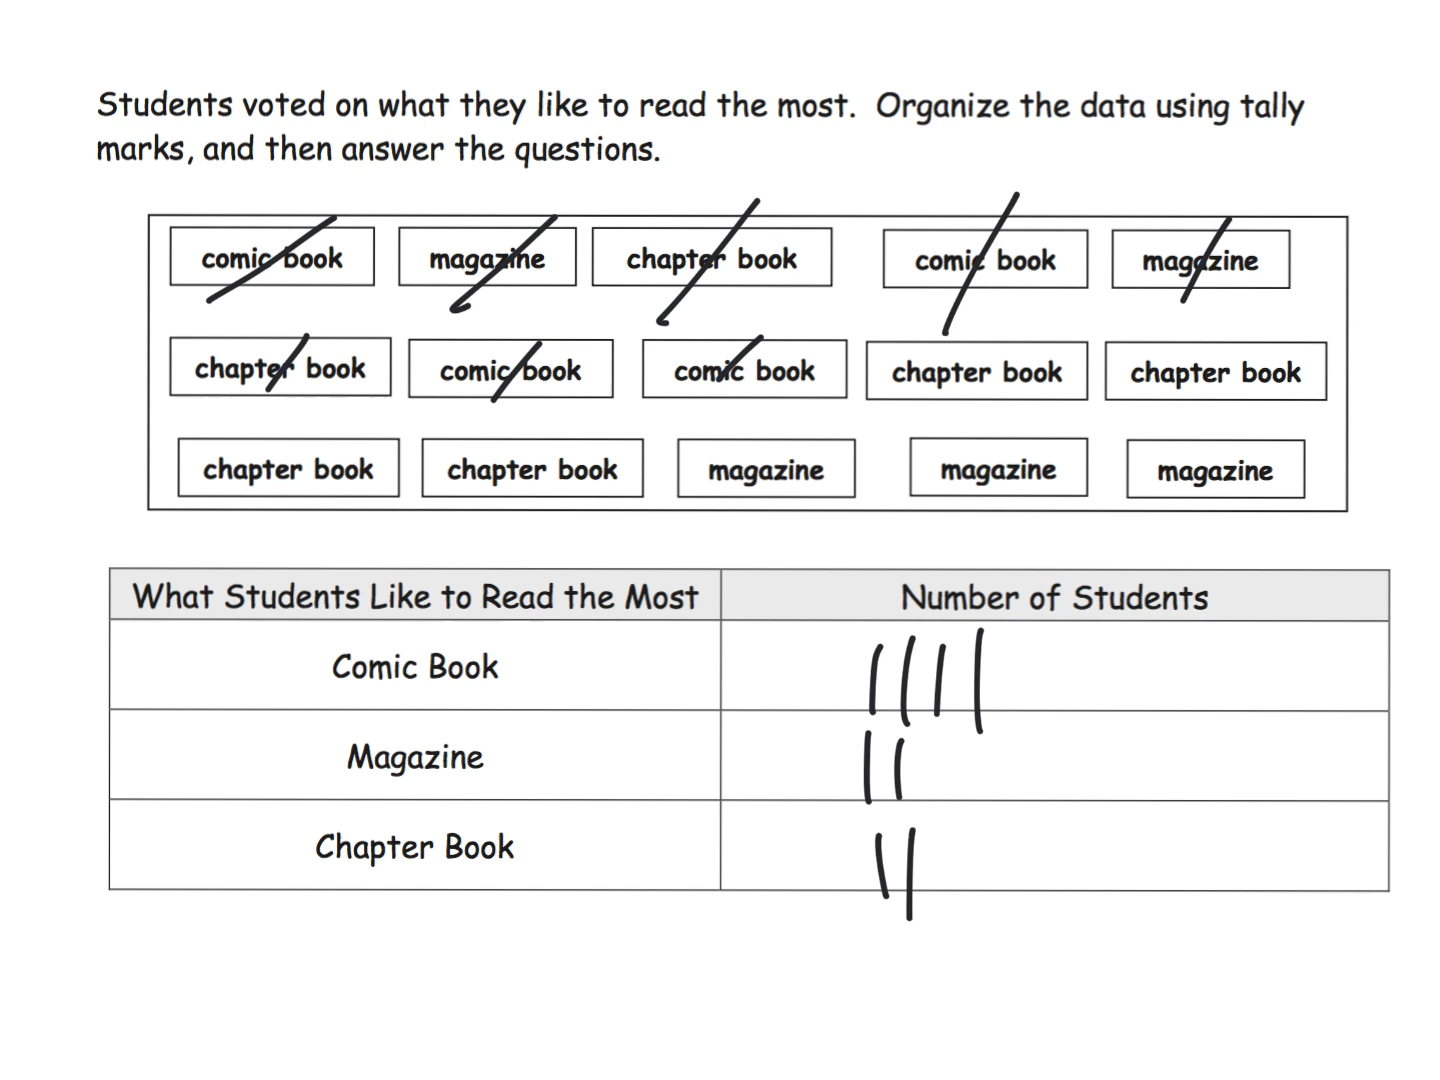 Students voted on what they like to read the most. Organize the data using tally
marks, and then answer the questions.
comic book magazine chapter book comic book magazine
chapter book comic book comic book chapter book chapter book
chapter book chapter book magazine magazine magazine
What Students Like to Read the Most Number of Students
Comic Book ||||
Magazine ||
Chapter Book ||